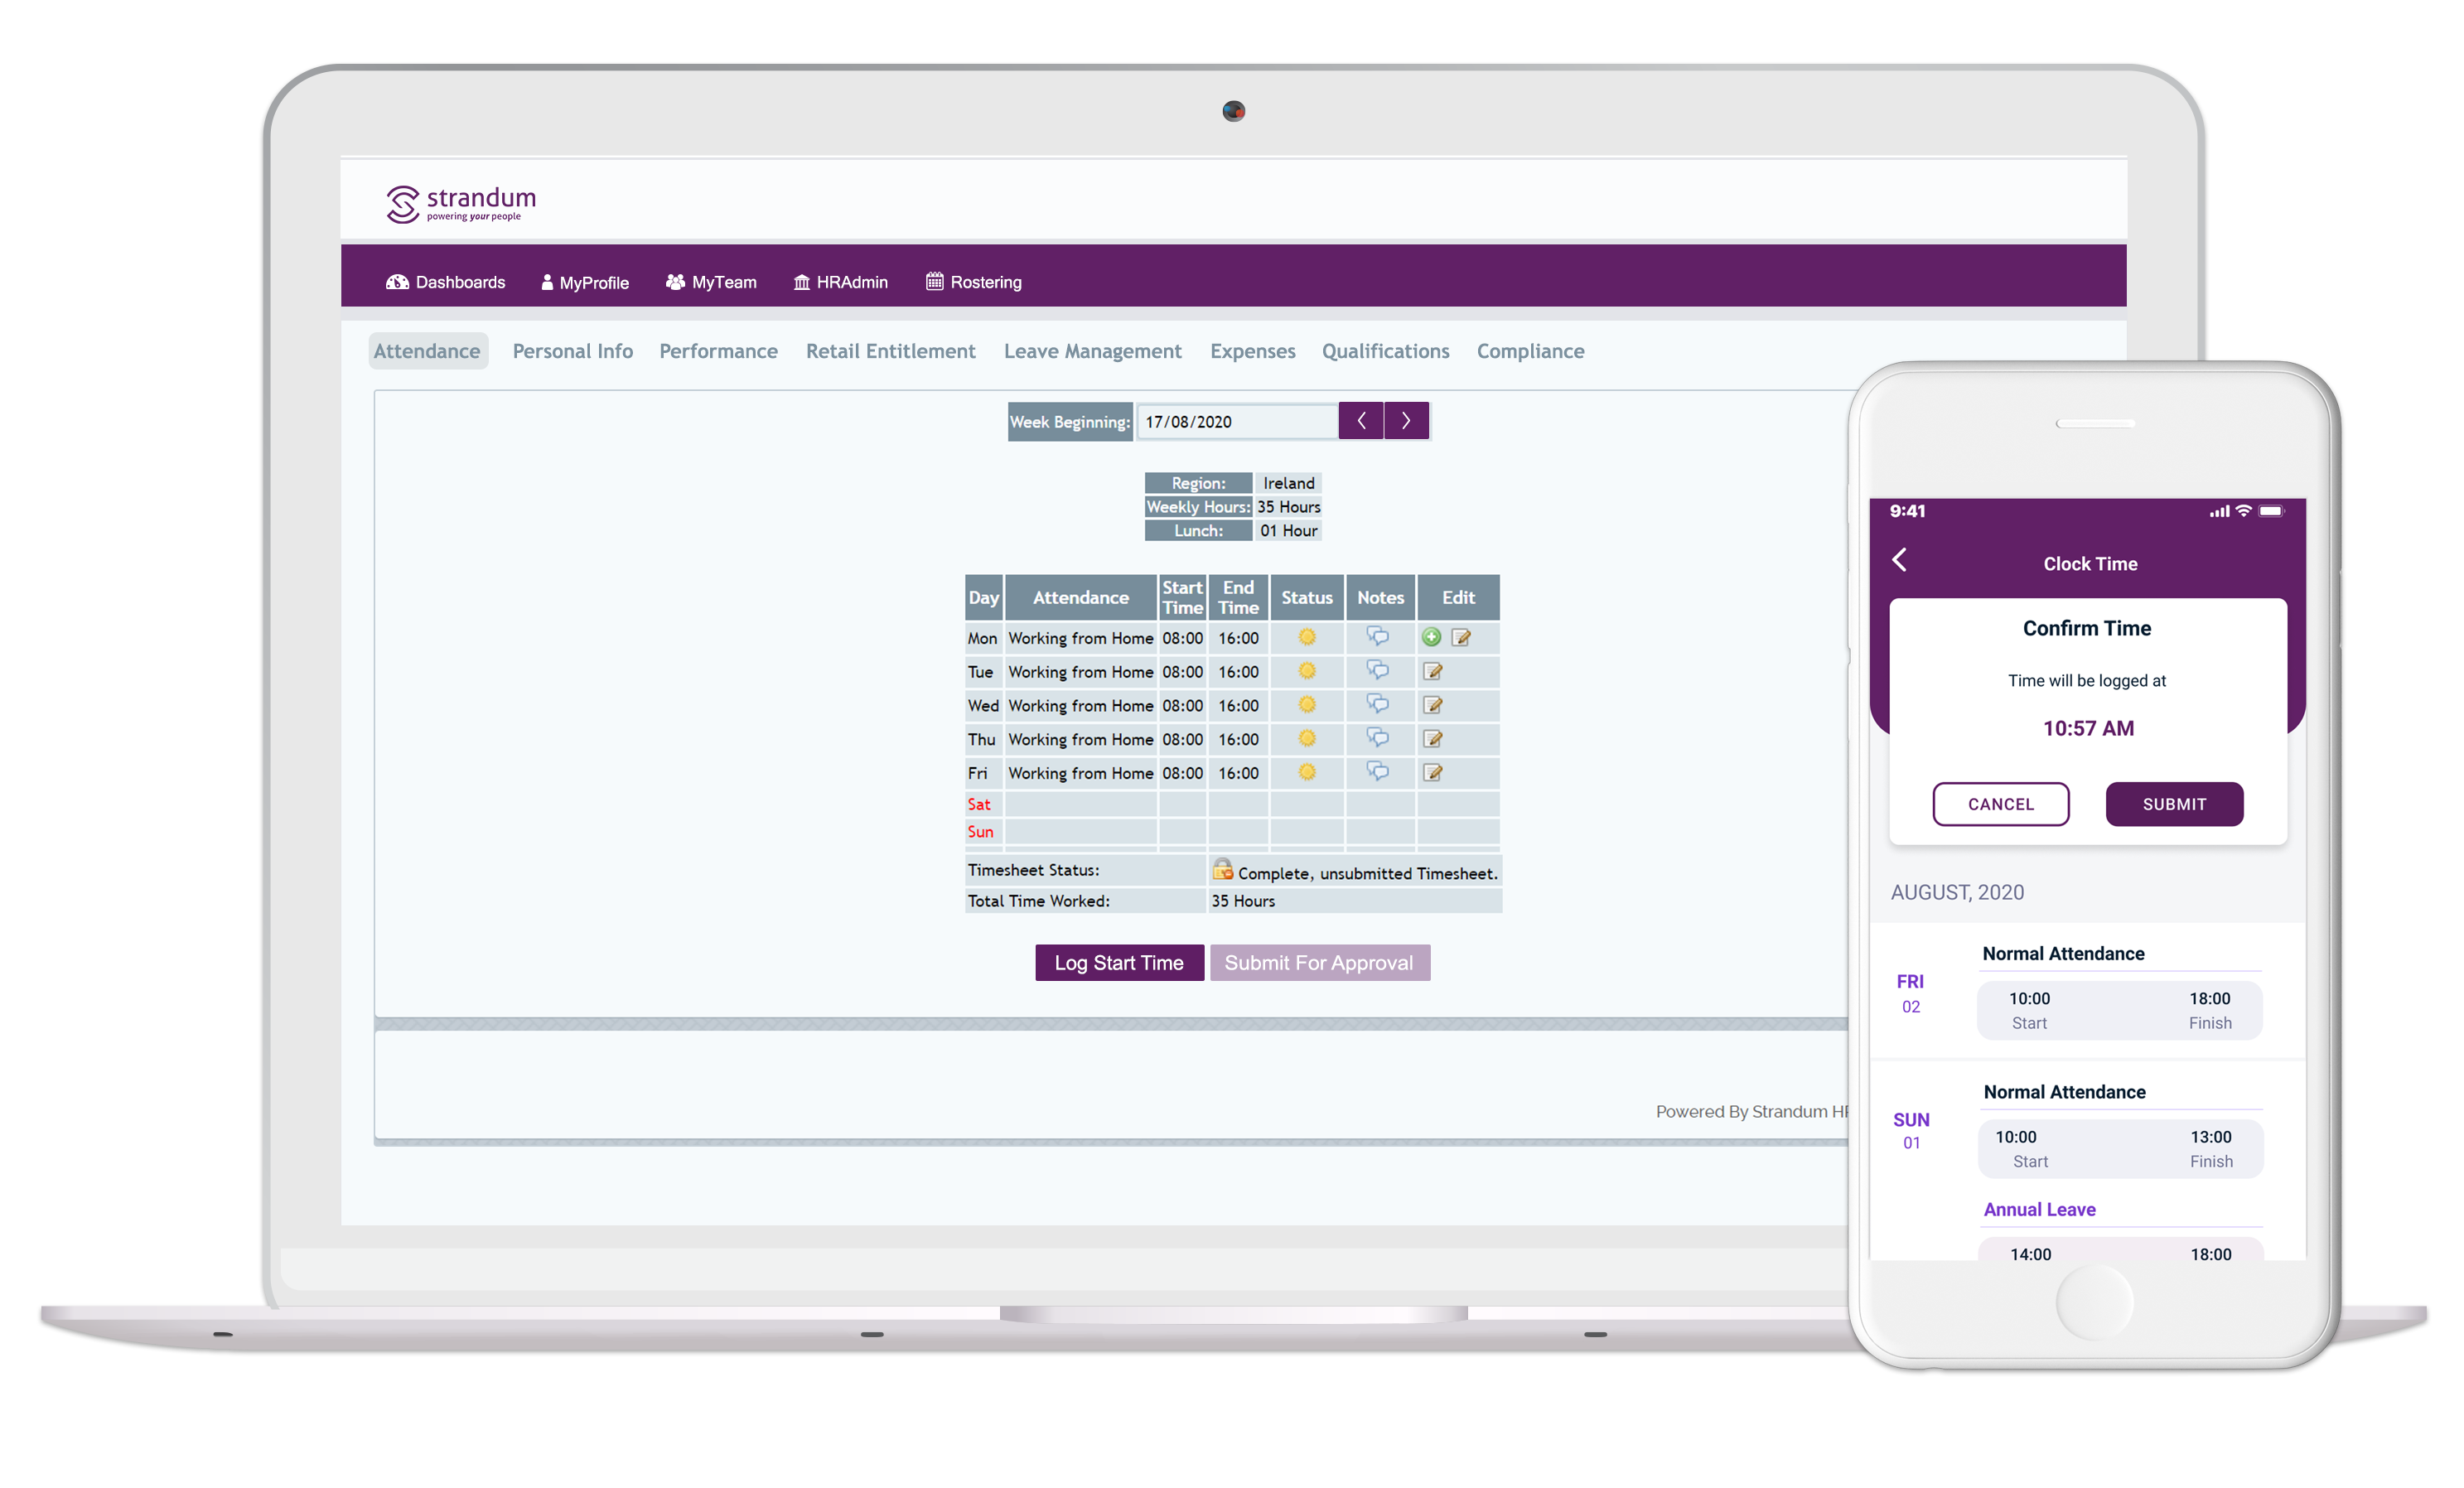 strandum
powering your people
Dashboards MyProfile MyTeam HRAdmin Rostering
Attendance Personal Info Performance Retail Entitlement Leave Management Expenses Qualifications Compliance
Week Beginning: 17/08/2020
Region: Ireland
Weekly Hours: 35 Hours
Lunch: 01 Hour
Day Attendance Start Time End Time Status Notes Edit
Mon Working from Home 08:00 16:00
Tue Working from Home 08:00 16:00
Wed Working from Home 08:00 16:00
Thu Working from Home 08:00 16:00
Fri Working from Home 08:00 16:00
Sat
Sun
Timesheet Status: Complete, unsubmitted Timesheet.
Total Time Worked: 35 Hours
Log Start Time Submit For Approval
Powered By Strandum HR
9:41
Clock Time
Confirm Time
Time will be logged at
10:57 AM
CANCEL SUBMIT
AUGUST, 2020
Normal Attendance
FRI
02
10:00 18:00
Start Finish
Normal Attendance
SUN
01
10:00 13:00
Start Finish
Annual Leave
14:00 18:00